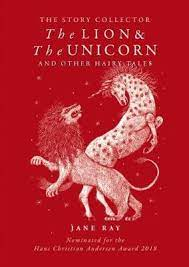 THE STORY COLLECTOR
The LION &
The UNICORN
AND OTHER HAIRY TALES
JANE RAY
Nominated for the
Hans Christian Andersen Award 2018